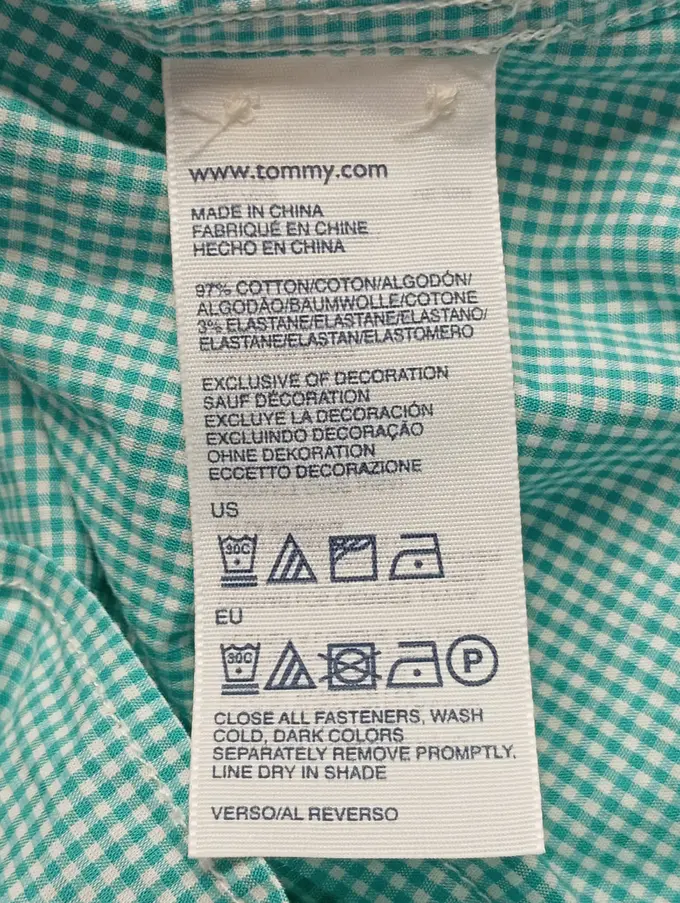 www.tommy.com
MADE IN CHINA
FABRIQUÉ EN CHINE
HECHO EN CHINA
97% COTTON/COTON/ALGODÓN/
ALGODÃO/BAUMWOLLE/COTONE
3% ELASTANE/ELASTANE/ELASTANO/
ELASTANE/ELASTAN/ELASTOMERO
EXCLUSIVE OF DECORATION
SAUF DÉCORATION
EXCLUYE LA DECORACIÓN
EXCLUINDO DECORAÇÃO
OHNE DEKORATION
ECCETTO DECORAZIONE
US
30C
EU
30C P
CLOSE ALL FASTENERS, WASH
COLD, DARK COLORS
SEPARATELY REMOVE PROMPTLY.
LINE DRY IN SHADE
VERSO/AL REVERSO